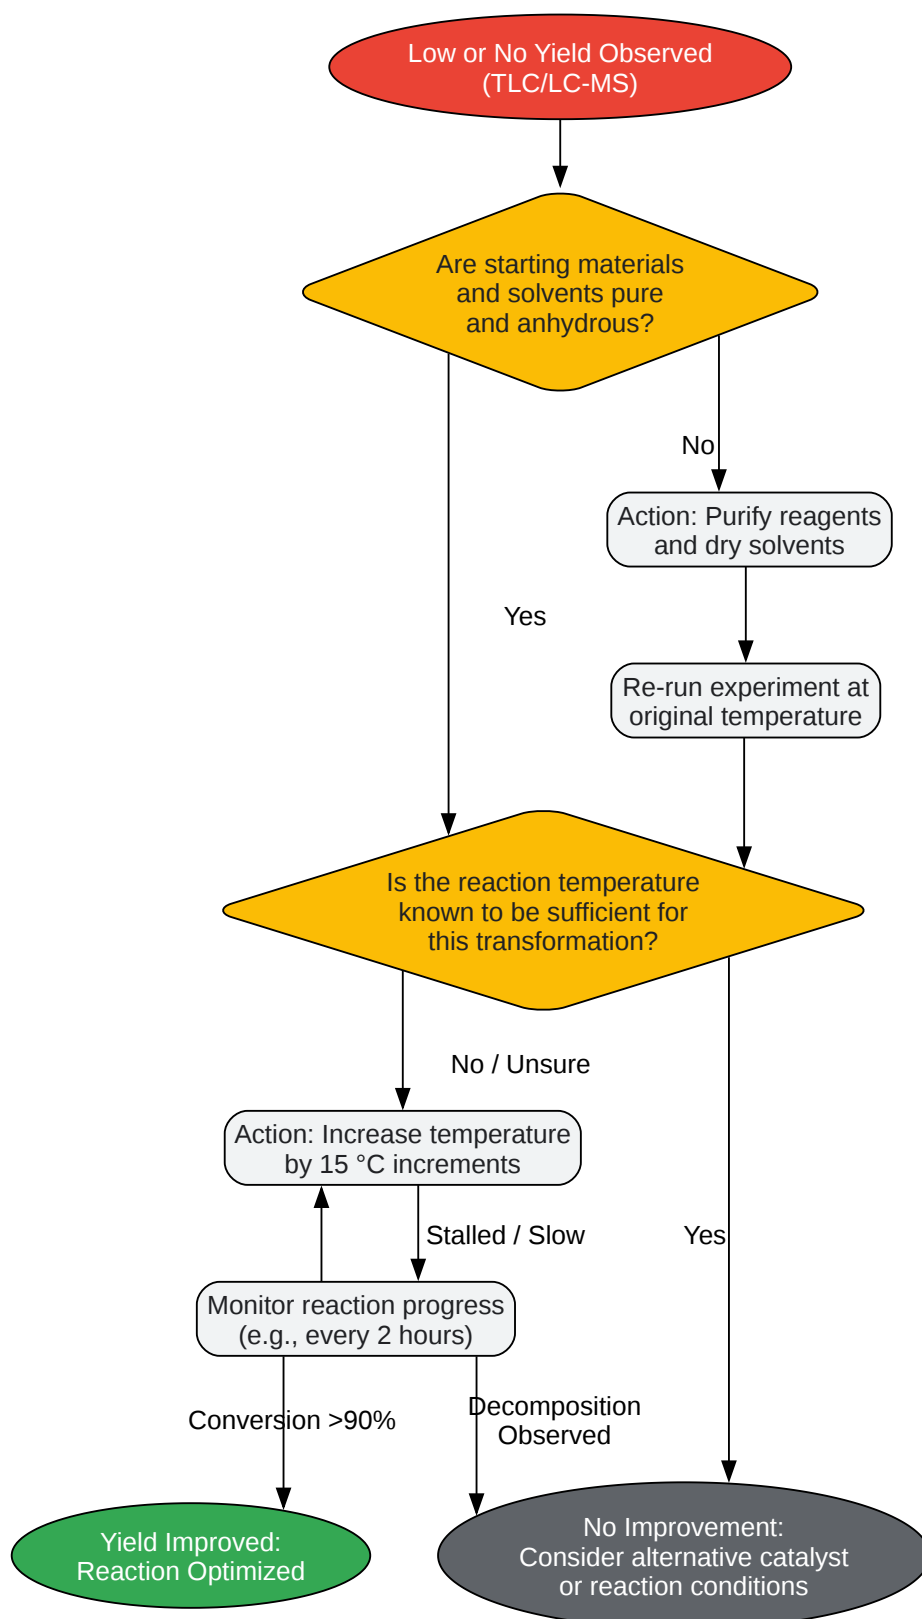 Low or No Yield Observed
(TLC/LC-MS)
Are starting materials
and solvents pure
and anhydrous?
No
Action: Purify reagents
and dry solvents
Yes
Re-run experiment at
original temperature
Is the reaction temperature
known to be sufficient for
this transformation?
No / Unsure
Action: Increase temperature
by 15 °C increments
Stalled / Slow
Yes
Monitor reaction progress
(e.g., every 2 hours)
Conversion >90%
Decomposition
Observed
Yield Improved:
Reaction Optimized
No Improvement:
Consider alternative catalyst
or reaction conditions